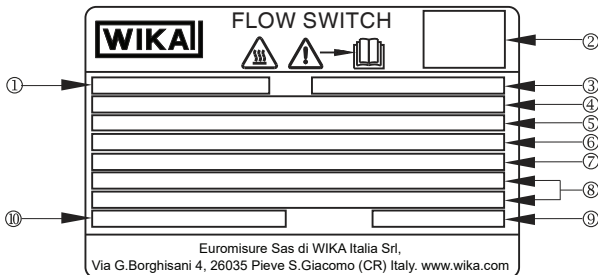 FLOW SWITCH
WIKA
②
① ③
④
⑤
⑥
⑦
⑧
⑩ ⑨
Euromisure Sas di WIKA Italia Srl,
Via G.Borghisani 4, 26035 Pieve S.Giacomo (CR) Italy. www.wika.com